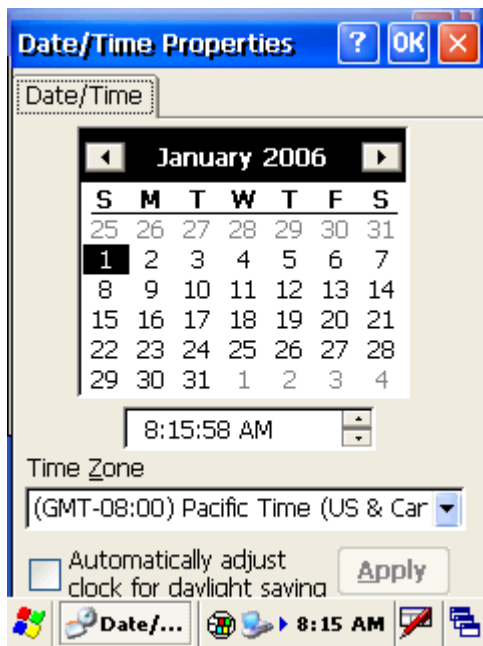 Date/Time Properties ? OK
Date/Time
January 2006
S M T W T F S
25 26 27 28 29 30 31
1 2 3 4 5 6 7
8 9 10 11 12 13 14
15 16 17 18 19 20 21
22 23 24 25 26 27 28
29 30 31 1 2 3 4
8:15:58 AM
Time Zone
(GMT-08:00) Pacific Time (US & Car
Automatically adjust
clock for daylight saving
Apply
Date/... 8:15 AM